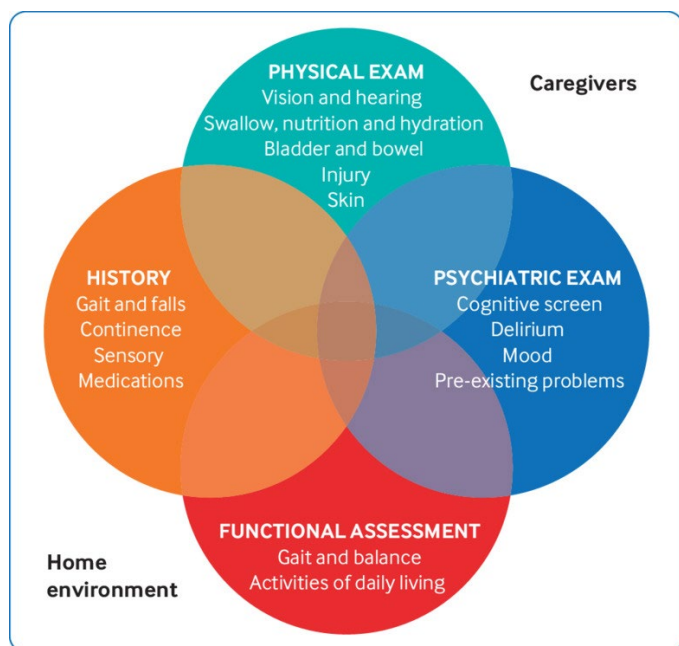 PHYSICAL EXAM
Vision and hearing
Swallow, nutrition and hydration
Bladder and bowel
Injury
Skin
Caregivers
HISTORY
Gait and falls
Continence
Sensory
Medications
PSYCHIATRIC EXAM
Cognitive screen
Delirium
Mood
Pre-existing problems
FUNCTIONAL ASSESSMENT
Gait and balance
Activities of daily living
Home
environment